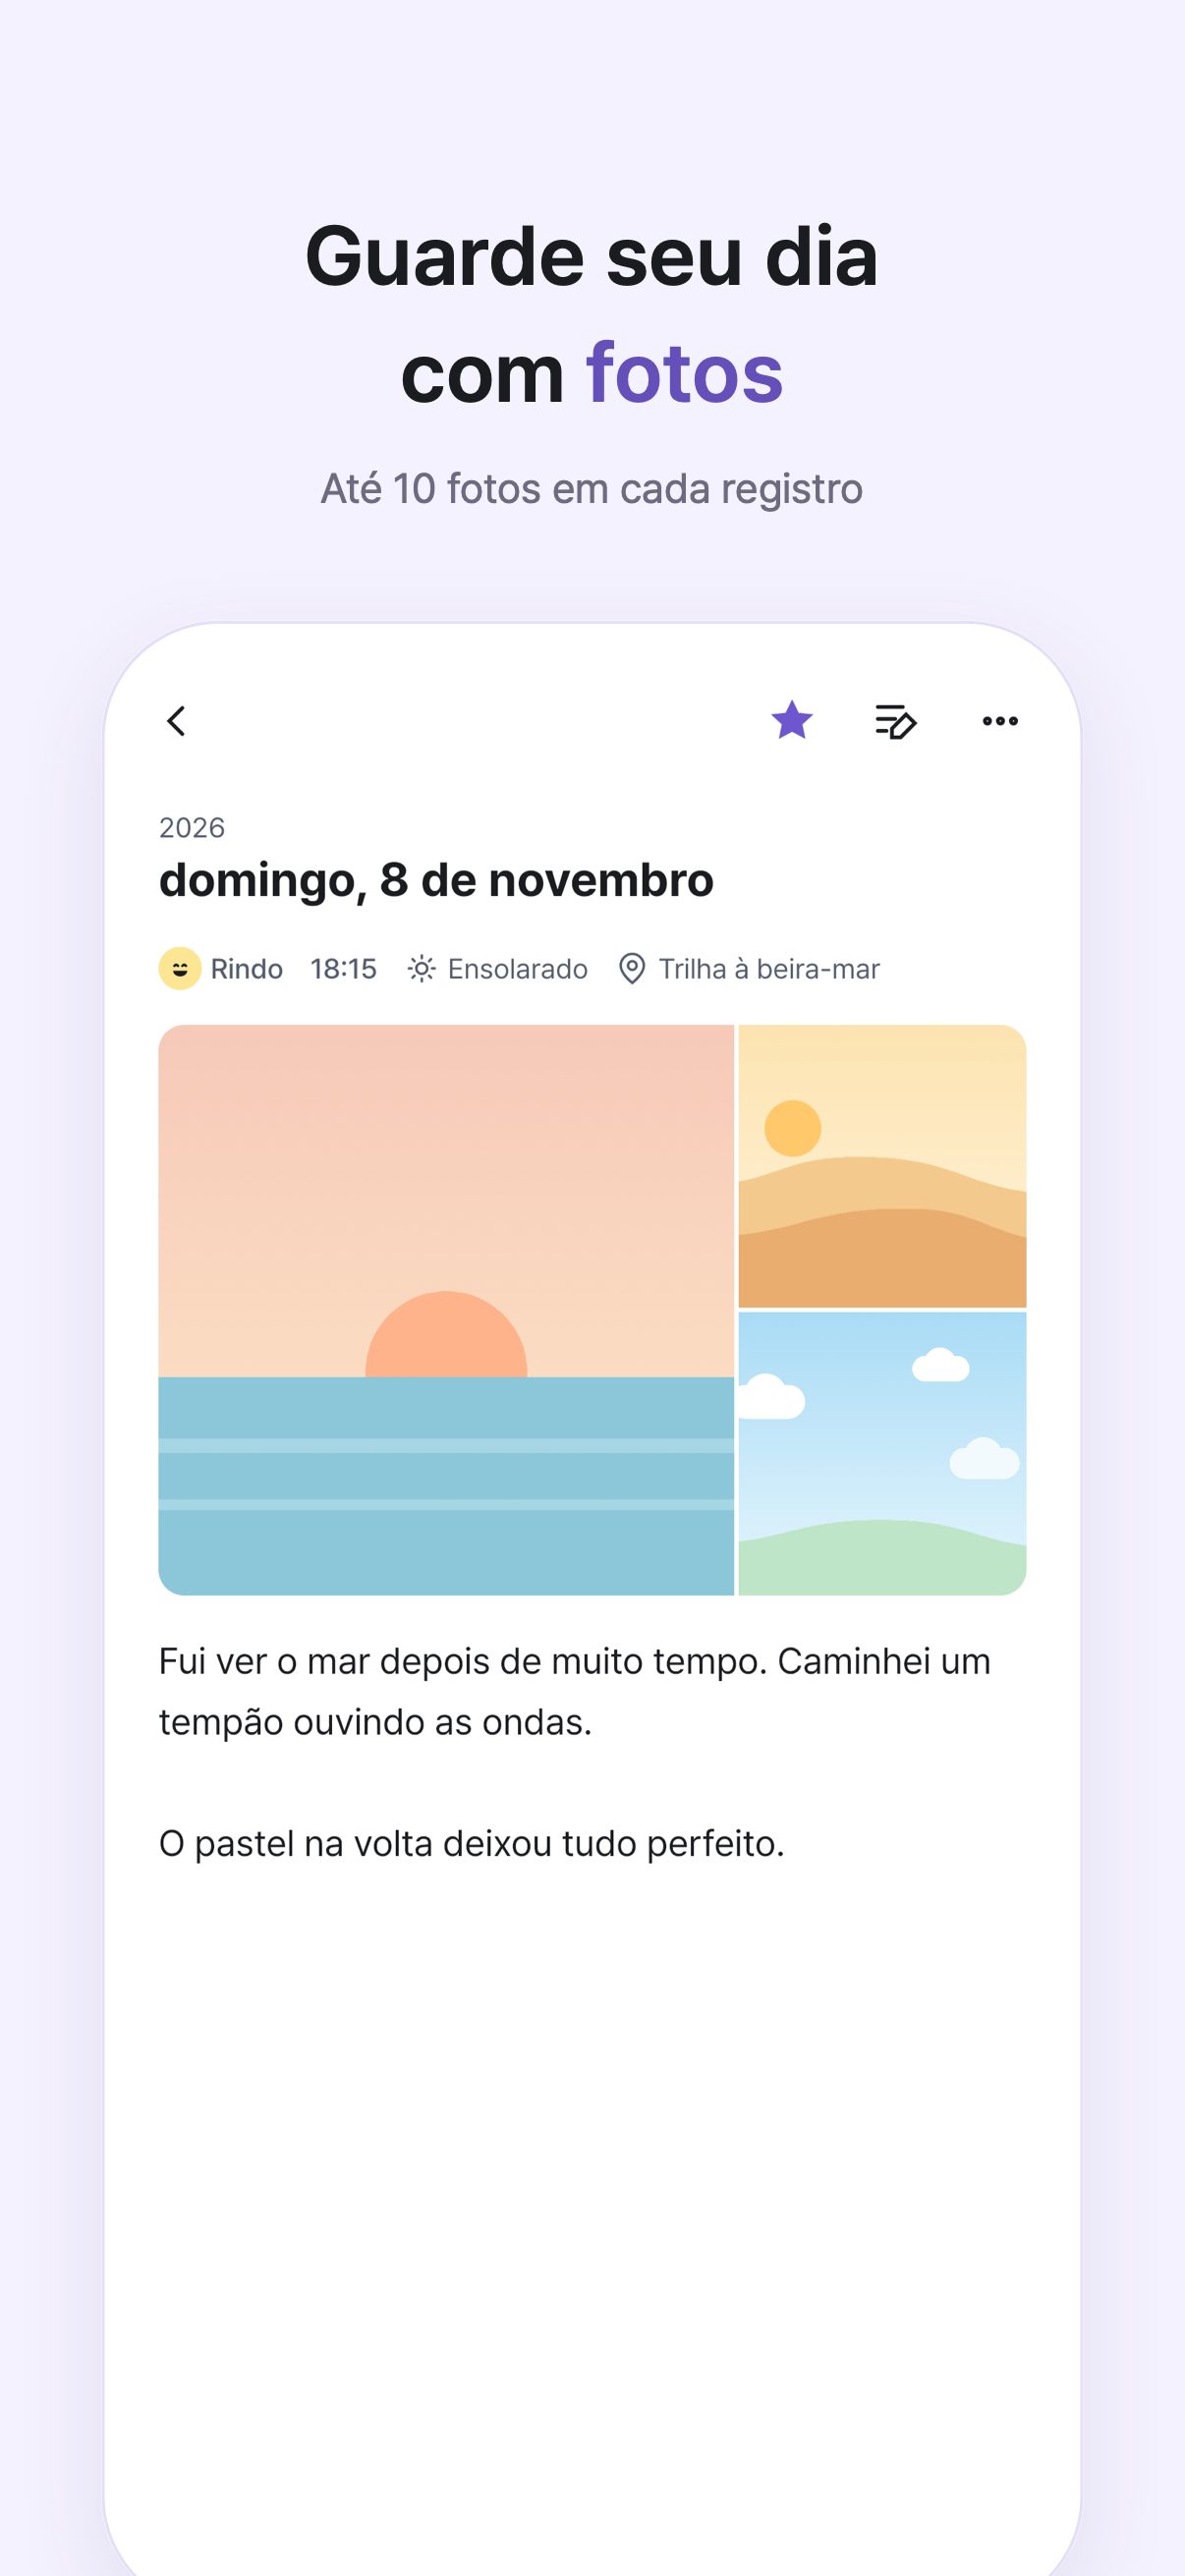 Guarde seu dia
com fotos
Até 10 fotos em cada registro
2026
domingo, 8 de novembro
Rindo 18:15 Ensolarado Trilha à beira-mar
Fui ver o mar depois de muito tempo. Caminhei um
tempão ouvindo as ondas.
O pastel na volta deixou tudo perfeito.